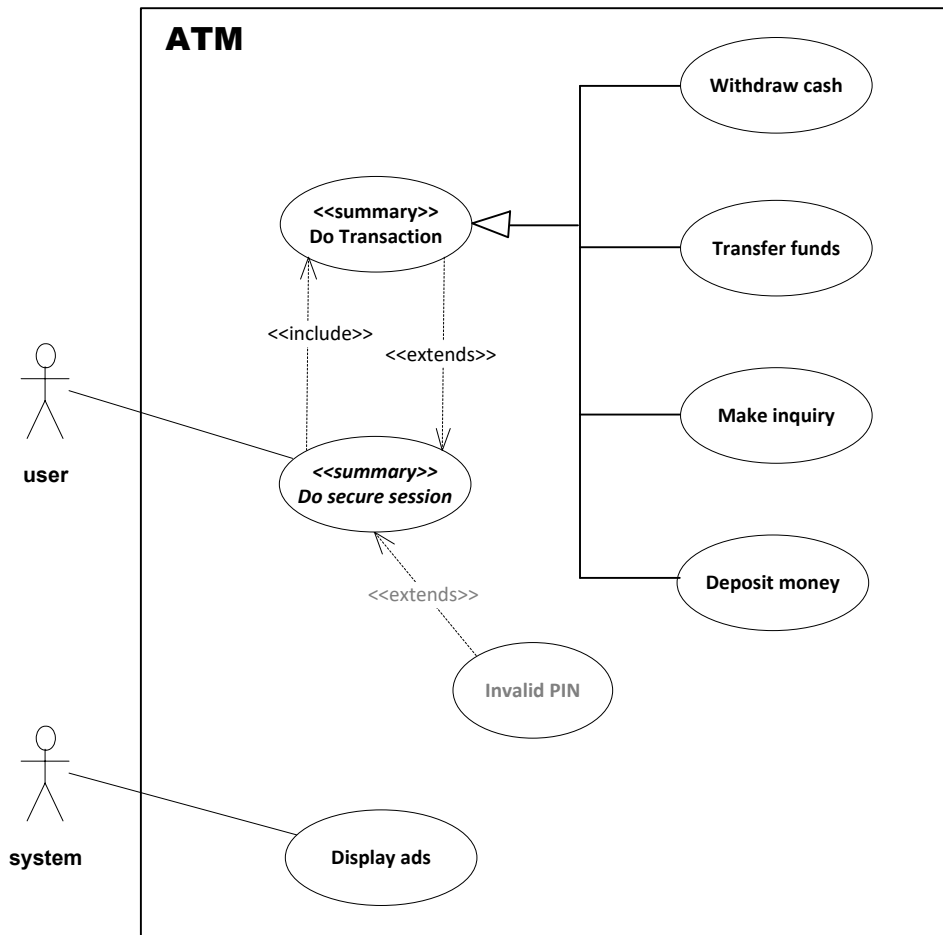 ATM
Withdraw cash
<<summary>>
Do Transaction
Transfer funds
<<include>>
<<extends>>
Make inquiry
user
<<summary>>
Do secure session
Deposit money
<<extends>>
Invalid PIN
system
Display ads